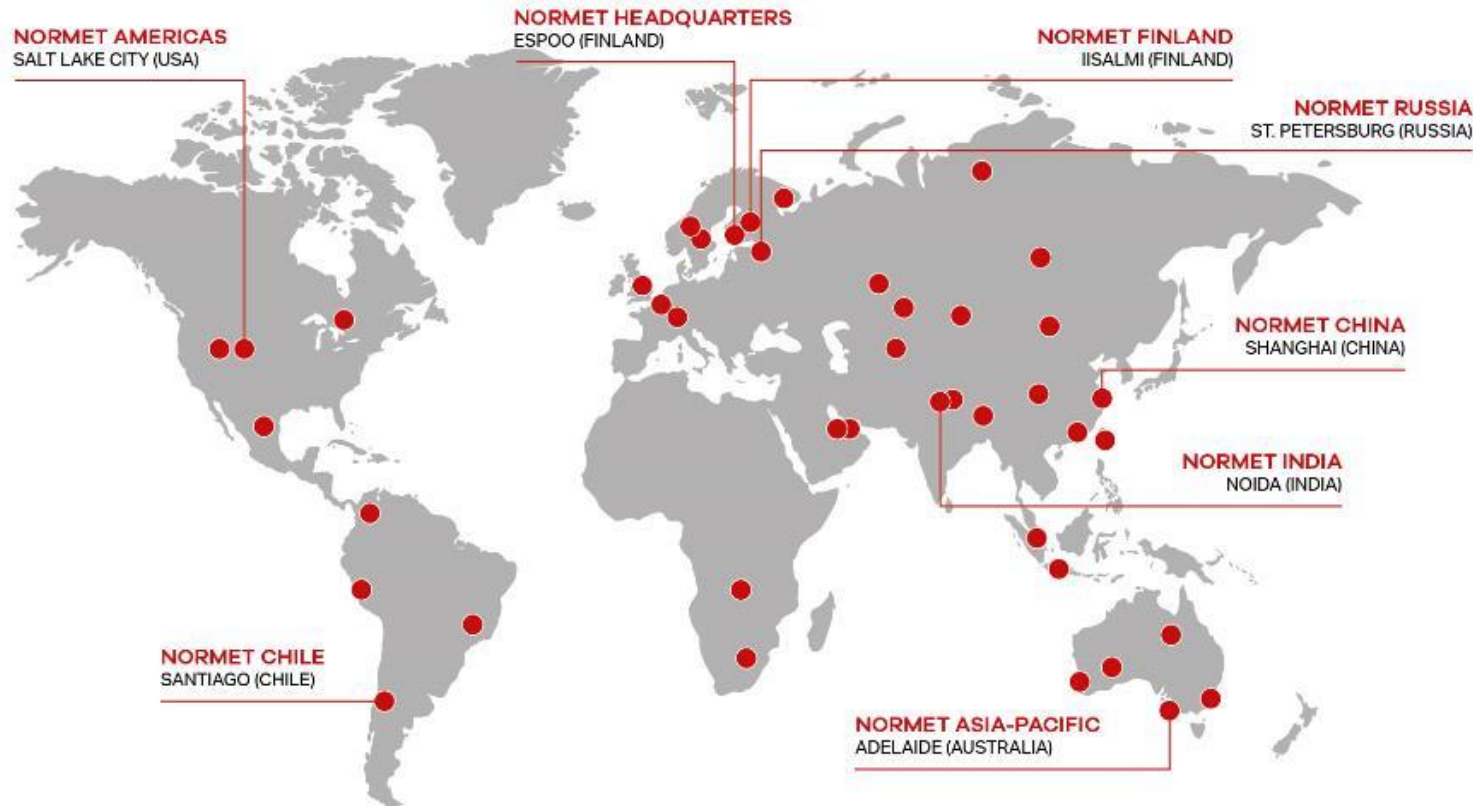 NORMET HEADQUARTERS
ESPOO (FINLAND)
NORMET AMERICAS
SALT LAKE CITY (USA)
NORMET FINLAND
IISALMI (FINLAND)
NORMET RUSSIA
ST. PETERSBURG (RUSSIA)
NORMET CHINA
SHANGHAI (CHINA)
NORMET INDIA
NOIDA (INDIA)
NORMET CHILE
SANTIAGO (CHILE)
NORMET ASIA-PACIFIC
ADELAIDE (AUSTRALIA)